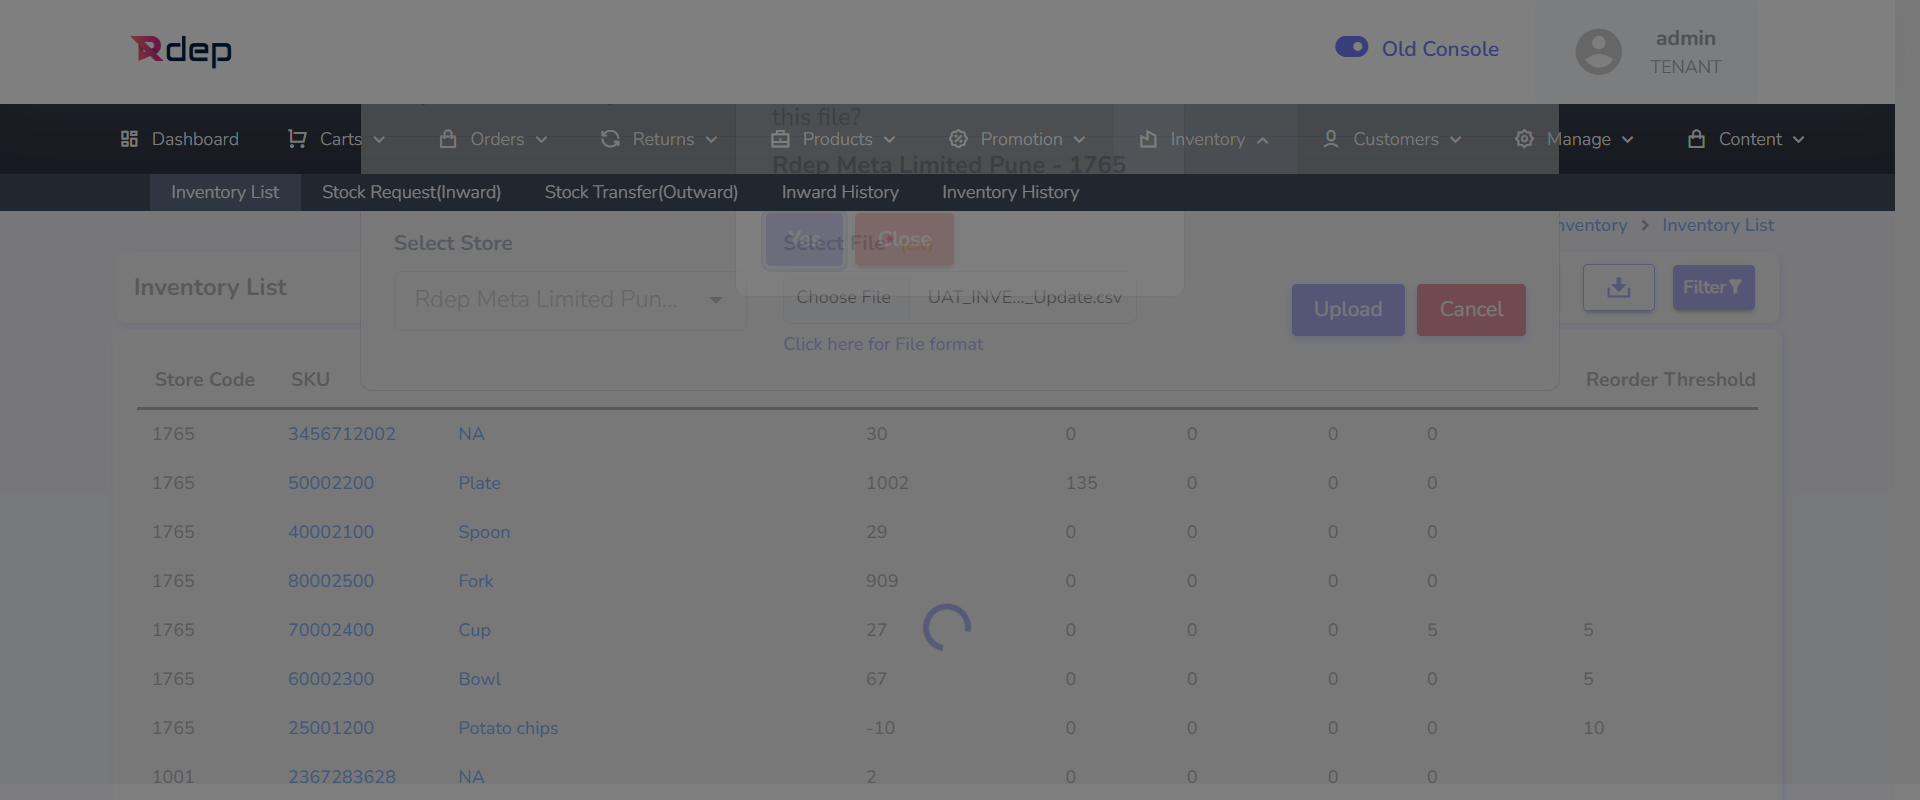 Rdep
Old Console
admin
TENANT
this file?
Dashboard Carts Orders Returns Products Promotion Inventory Customers Manage Content
Rdep Meta Limited Pune - 1765
Inventory List Stock Request(Inward) Stock Transfer(Outward) Inward History Inventory History
nventory > Inventory List
Select Store Select File
Yes Close
Inventory List
Rdep Meta Limited Pun... Choose File UAT_INVE..._Update.csv Upload Cancel Filter
Click here for File format
Store Code SKU Reorder Threshold
1765 3456712002 NA 30 0 0 0 0
1765 50002200 Plate 1002 135 0 0 0
1765 40002100 Spoon 29 0 0 0 0
1765 80002500 Fork 909 0 0 0 0
1765 70002400 Cup 27 0 0 0 5 5
1765 60002300 Bowl 67 0 0 0 0 5
1765 25001200 Potato chips -10 0 0 0 0 10
1001 2367283628 NA 2 0 0 0 0